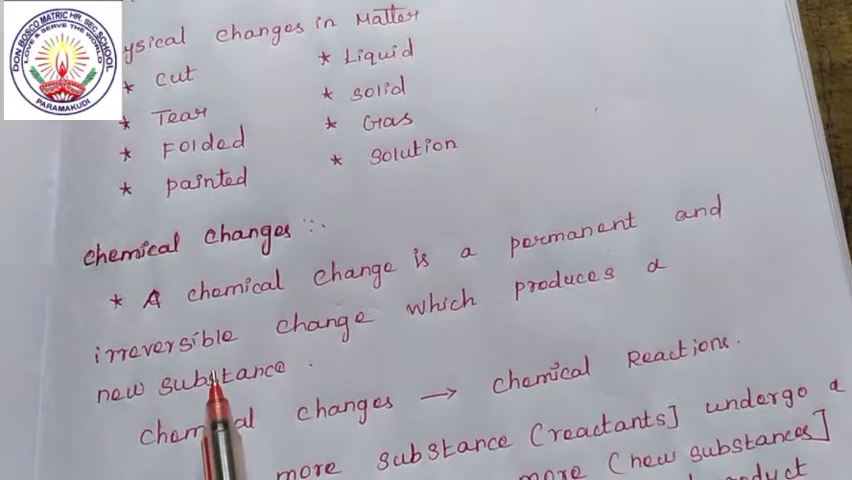 DON BOSCO MATRIC HR. SEC SCHOOL
LOVE & SERVE THE WORLD
PARAMAKUDI
ysical changes in Matter
* Cut * Liquid
* Tear * Solid
* Folded * Gas
* painted * Solution
chemical changes :-
* A chemical change is a permanent and
irreversible change which produces a
new substance.
chem al changes → chemical Reactions.
more substance (reactants] undergo a
more (new substances]